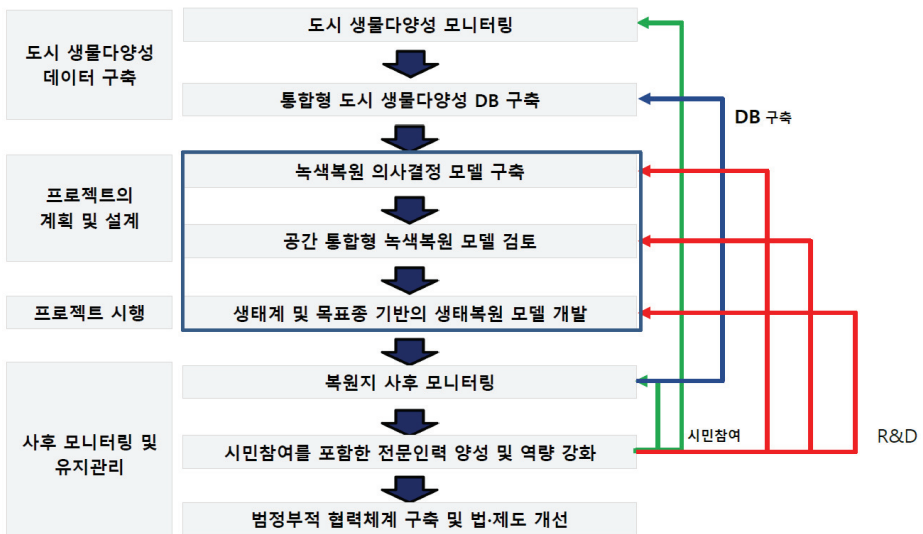 도시 생물다양성
데이터 구축
도시 생물다양성 모니터링
통합형 도시 생물다양성 DB 구축
DB 구축
프로젝트의
계획 및 설계
녹색복원 의사결정 모델 구축
공간 통합형 녹색복원 모델 검토
프로젝트 시행
생태계 및 목표종 기반의 생태복원 모델 개발
사후 모니터링 및
유지관리
복원지 사후 모니터링
시민참여를 포함한 전문인력 양성 및 역량 강화
범정부적 협력체계 구축 및 법·제도 개선
시민참여
R&D